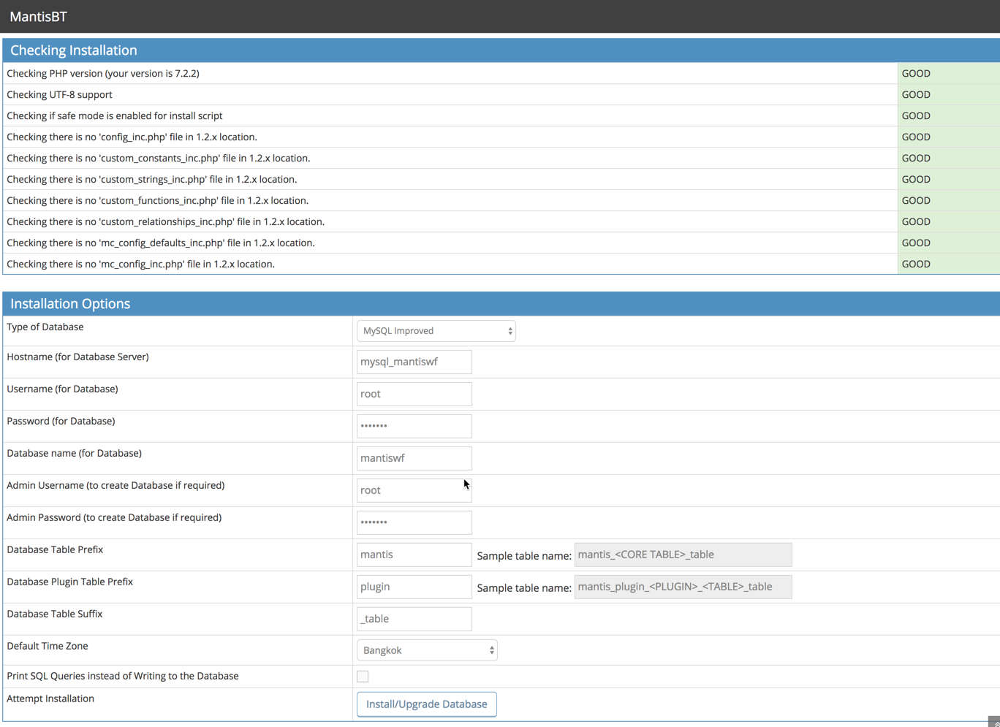 MantisBT
Checking Installation
Checking PHP version (your version is 7.2.2) GOOD
Checking UTF-8 support GOOD
Checking if safe mode is enabled for install script GOOD
Checking there is no 'config_inc.php' file in 1.2.x location. GOOD
Checking there is no 'custom_constants_inc.php' file in 1.2.x location. GOOD
Checking there is no 'custom_strings_inc.php' file in 1.2.x location. GOOD
Checking there is no 'custom_functions_inc.php' file in 1.2.x location. GOOD
Checking there is no 'custom_relationships_inc.php' file in 1.2.x location. GOOD
Checking there is no 'mc_config_defaults_inc.php' file in 1.2.x location. GOOD
Checking there is no 'mc_config_inc.php' file in 1.2.x location. GOOD
Installation Options
Type of Database MySQL Improved
Hostname (for Database Server) mysql_mantiswf
Username (for Database) root
Password (for Database) •••••••
Database name (for Database) mantiswf
Admin Username (to create Database if required) root
Admin Password (to create Database if required) •••••••
Database Table Prefix mantis Sample table name: mantis_<CORE TABLE>_table
Database Plugin Table Prefix plugin Sample table name: mantis_plugin_<PLUGIN>_<TABLE>_table
Database Table Suffix _table
Default Time Zone Bangkok
Print SQL Queries instead of Writing to the Database
Attempt Installation Install/Upgrade Database